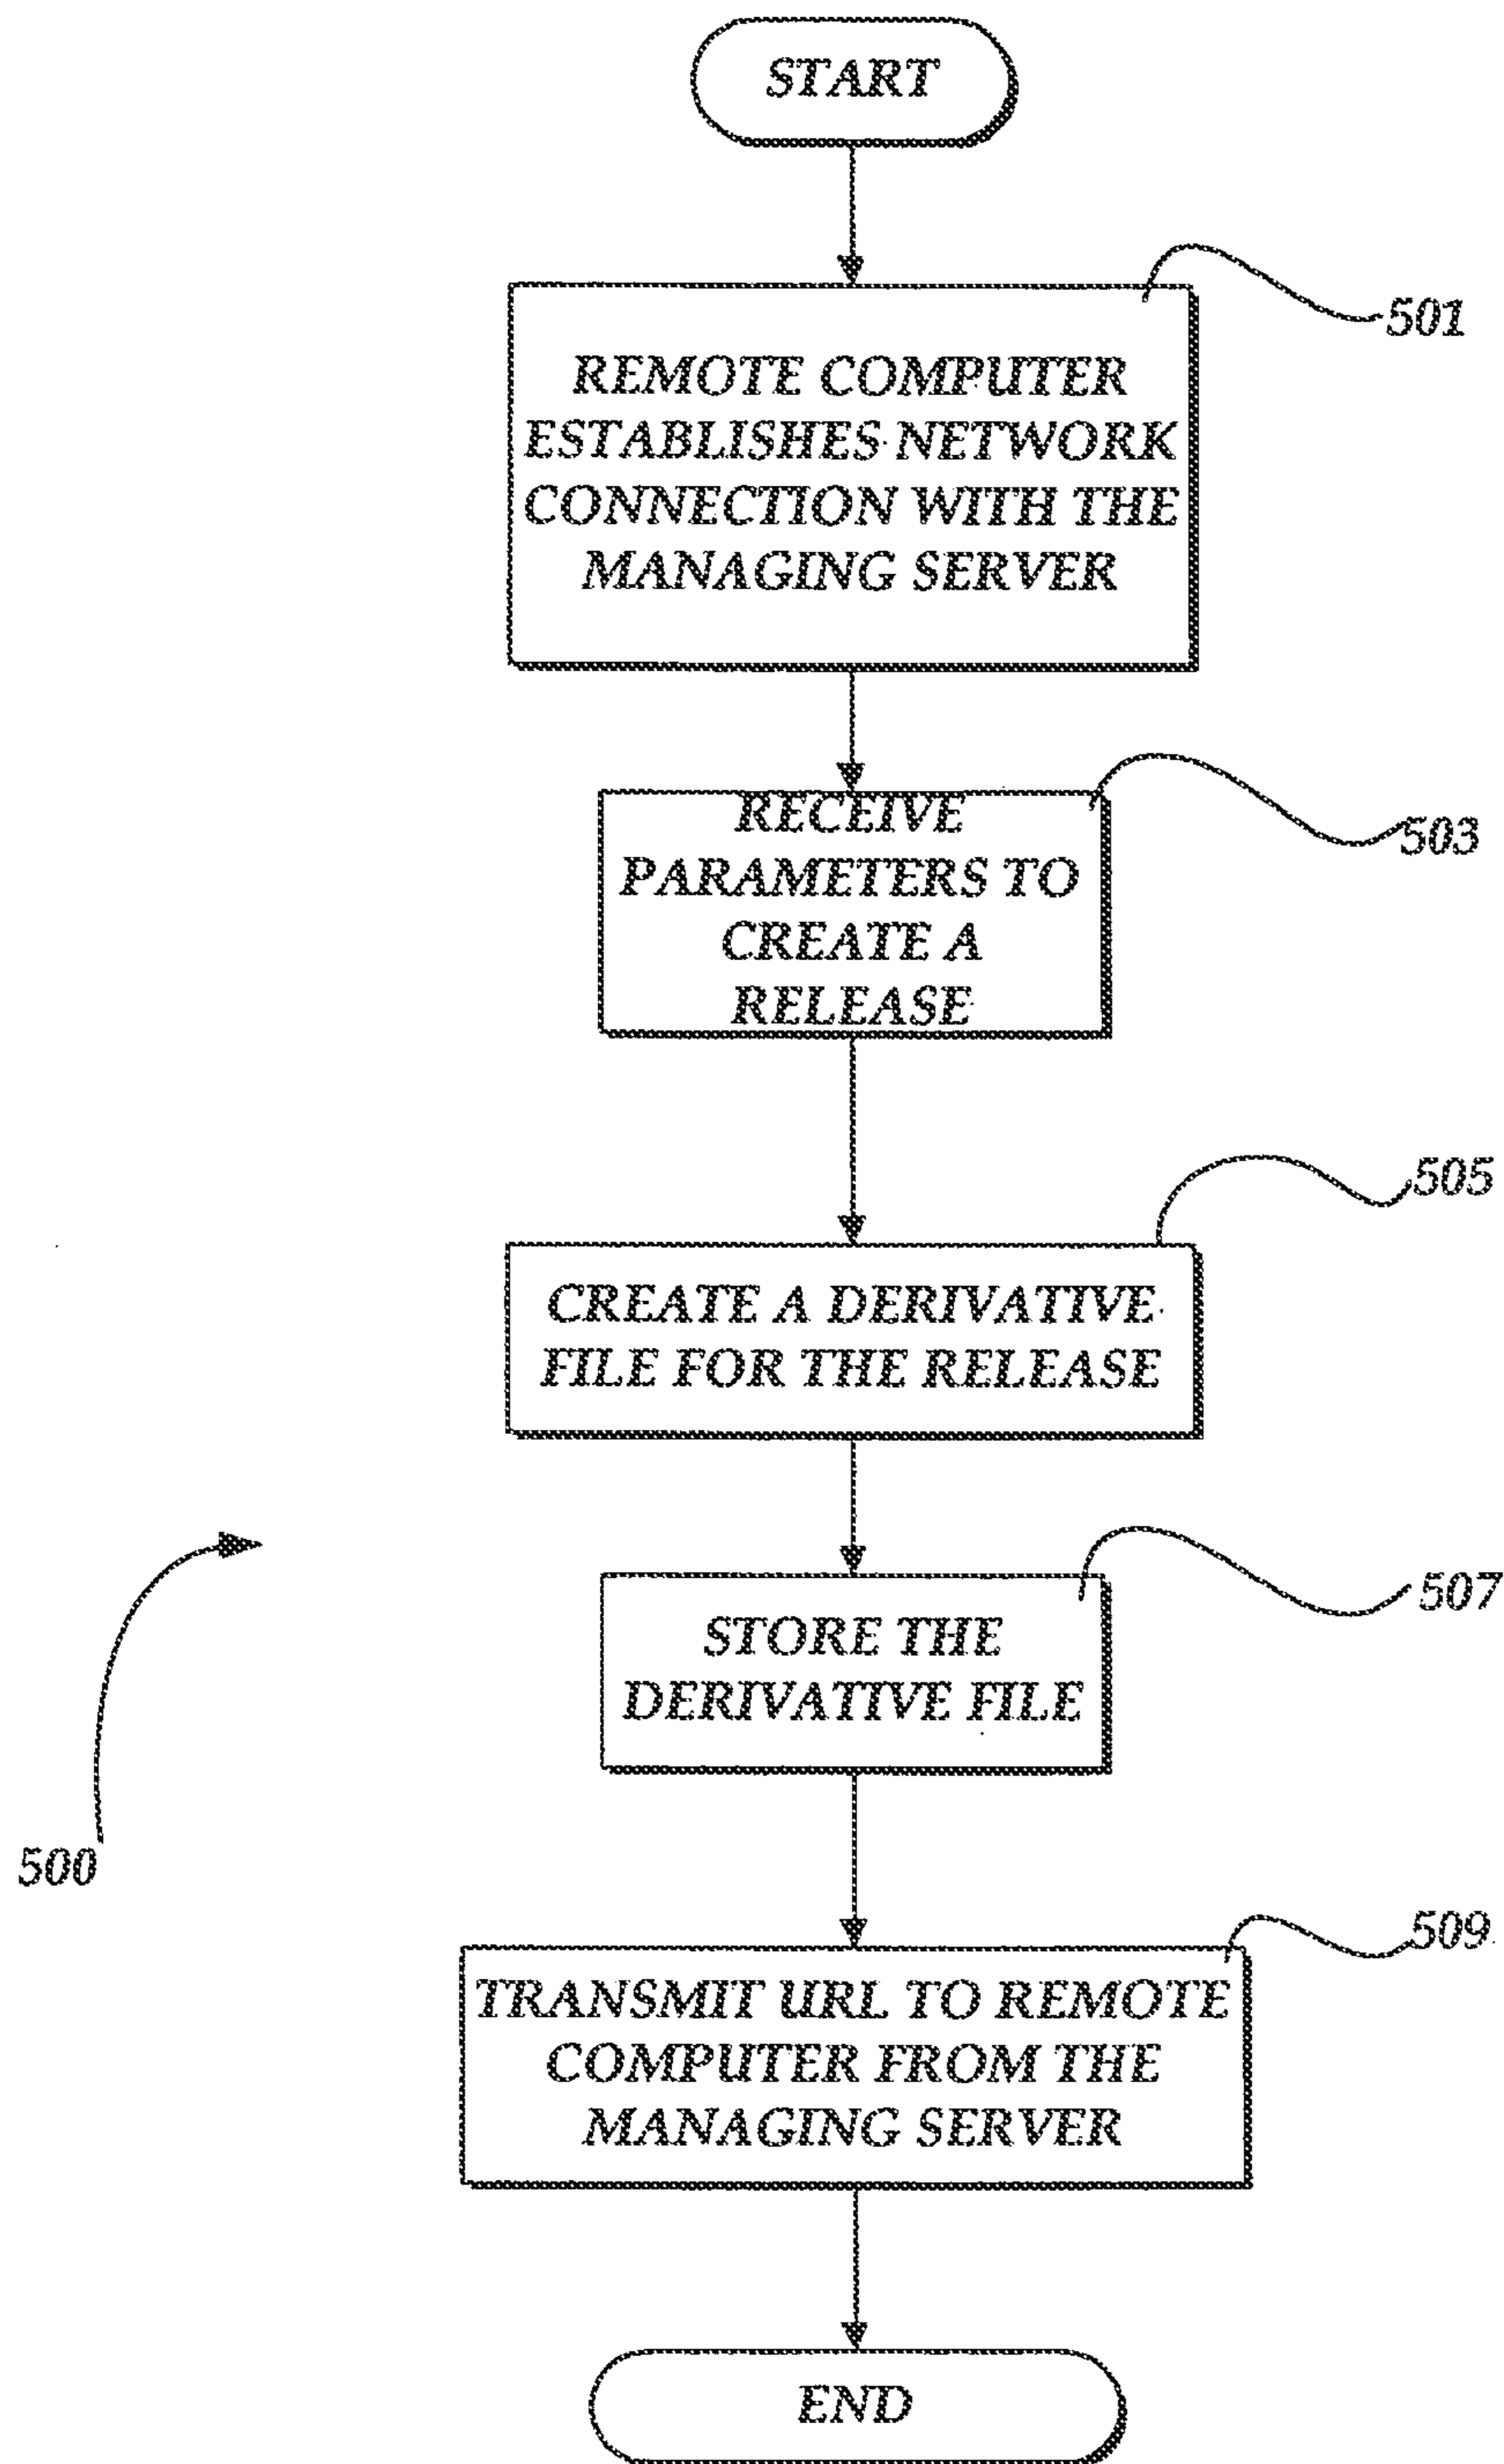 START
501
REMOTE COMPUTER
ESTABLISHES NETWORK
CONNECTION WITH THE
MANAGING SERVER
503
RECEIVE
PARAMETERS TO
CREATE A
RELEASE
505
CREATE A DERIVATIVE
FILE FOR THE RELEASE
507
STORE THE
DERIVATIVE FILE
500
509
TRANSMIT URL TO REMOTE
COMPUTER FROM THE
MANAGING SERVER
END